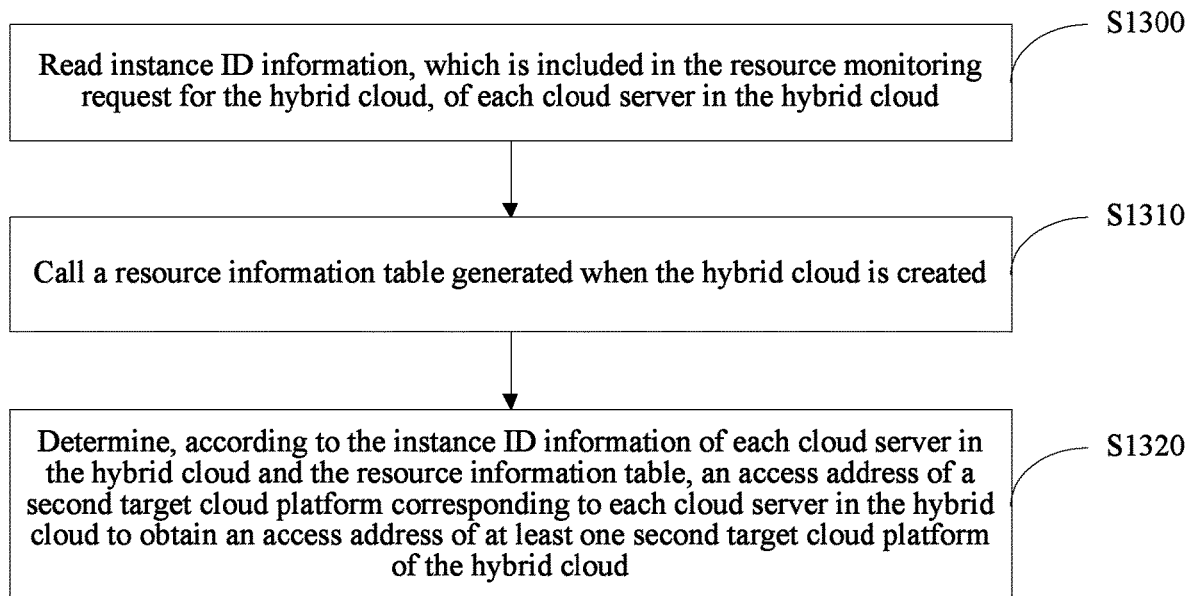 S1300
Read instance ID information, which is included in the resource monitoring
request for the hybrid cloud, of each cloud server in the hybrid cloud
S1310
Call a resource information table generated when the hybrid cloud is created
S1320
Determine, according to the instance ID information of each cloud server in
the hybrid cloud and the resource information table, an access address of a
second target cloud platform corresponding to each cloud server in the hybrid
cloud to obtain an access address of at least one second target cloud platform
of the hybrid cloud